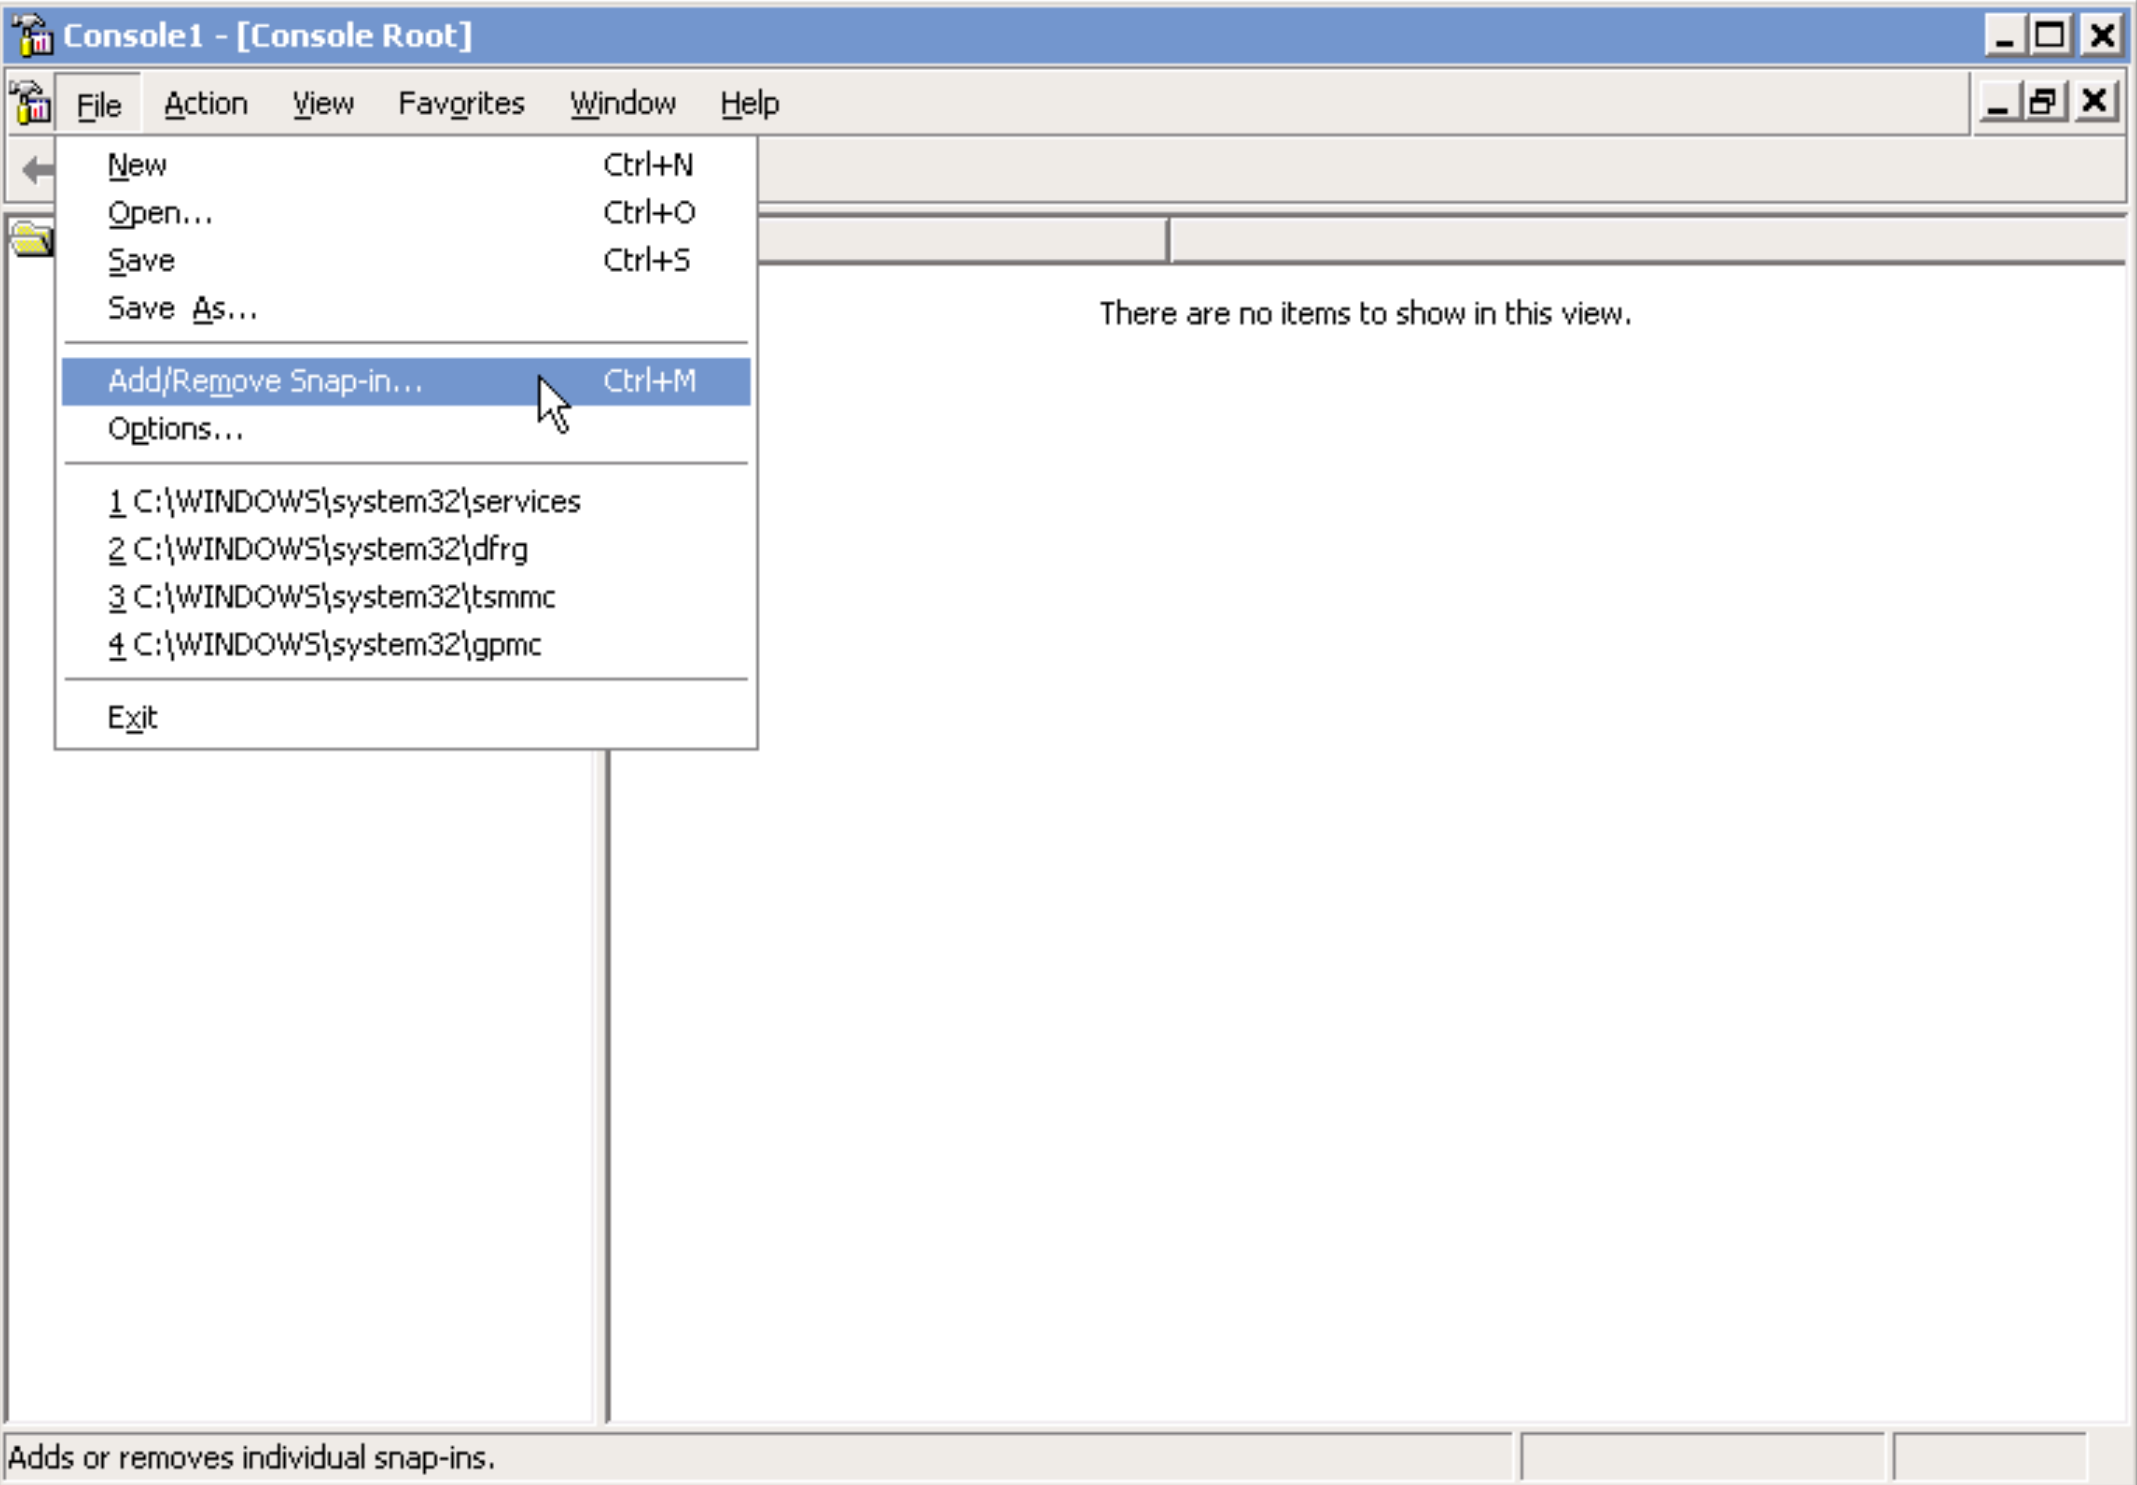 Console1 - [Console Root]
File Action View Favorites Window Help
New Ctrl+N
Open... Ctrl+O
Save Ctrl+S
Save As...
There are no items to show in this view.
Add/Remove Snap-in... Ctrl+M
Options...
1 C:\WINDOWS\system32\services
2 C:\WINDOWS\system32\dfrg
3 C:\WINDOWS\system32\tsmmc
4 C:\WINDOWS\system32\gpmc
Exit
Adds or removes individual snap-ins.